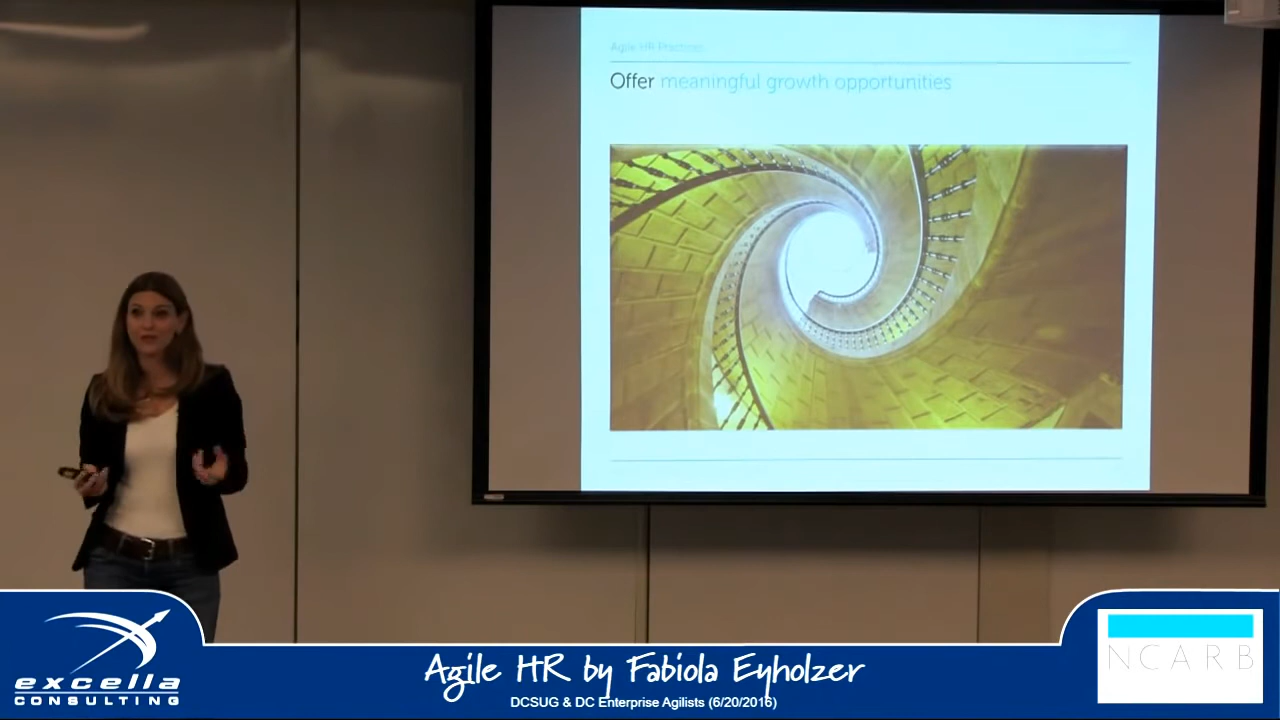 Agile HR Practices
Offer meaningful growth opportunities
excella
CONSULTING
Agile HR by Fabiola Eyholzer
DCSUG & DC Enterprise Agilists (6/20/2016)
NCARB